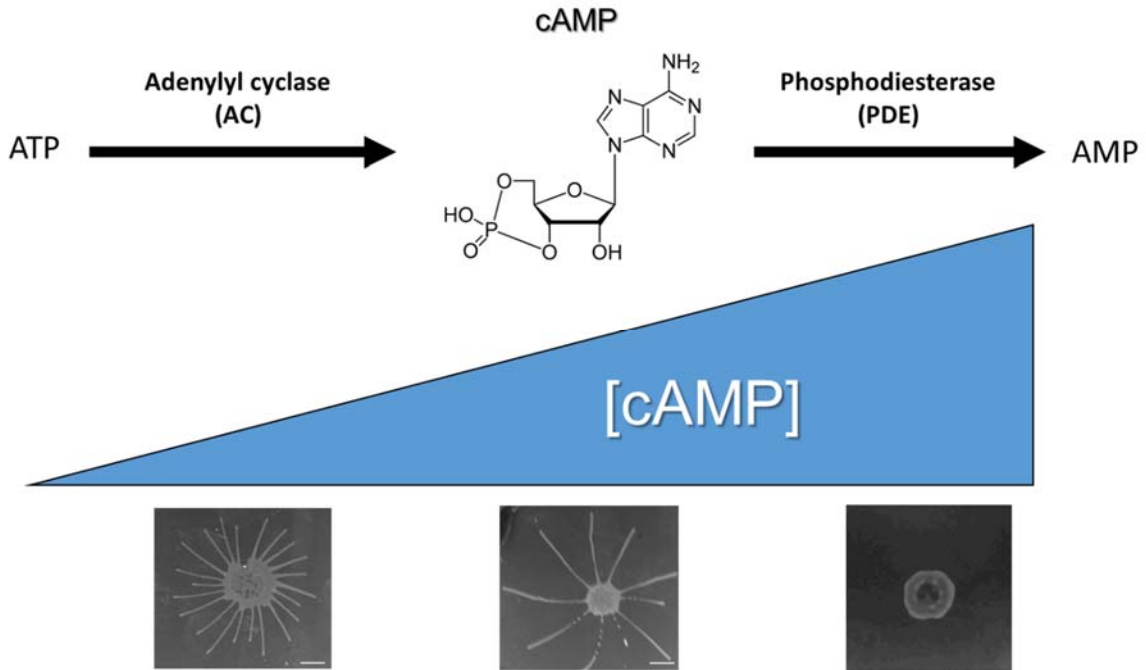 cAMP
Adenylyl cyclase
(AC)
Phosphodiesterase
(PDE)
ATP
AMP
NH₂
N
N
N
N
O
O
HO
P
O
O
OH
[cAMP]